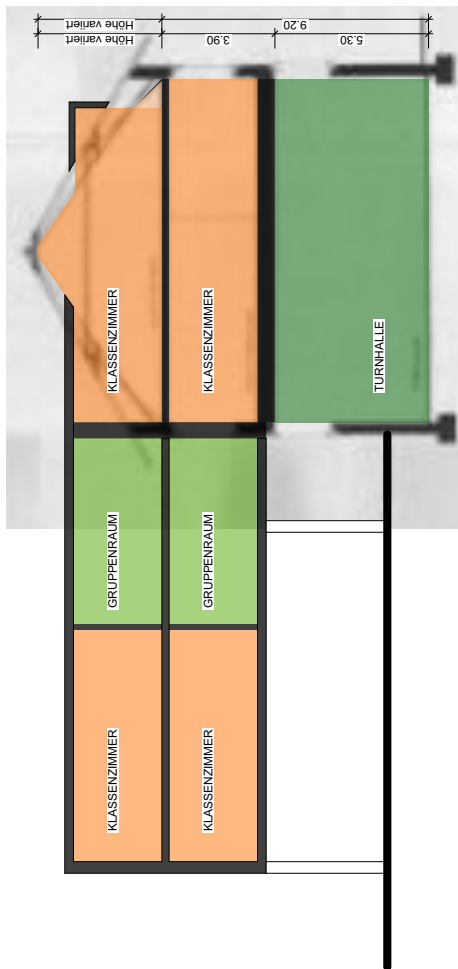 Höhe variiert
9.20
Höhe variiert
3.90
5.30
KLASSENZIMMER
KLASSENZIMMER
TURNHALLE
GRUPPENRAUM
GRUPPENRAUM
KLASSENZIMMER
KLASSENZIMMER